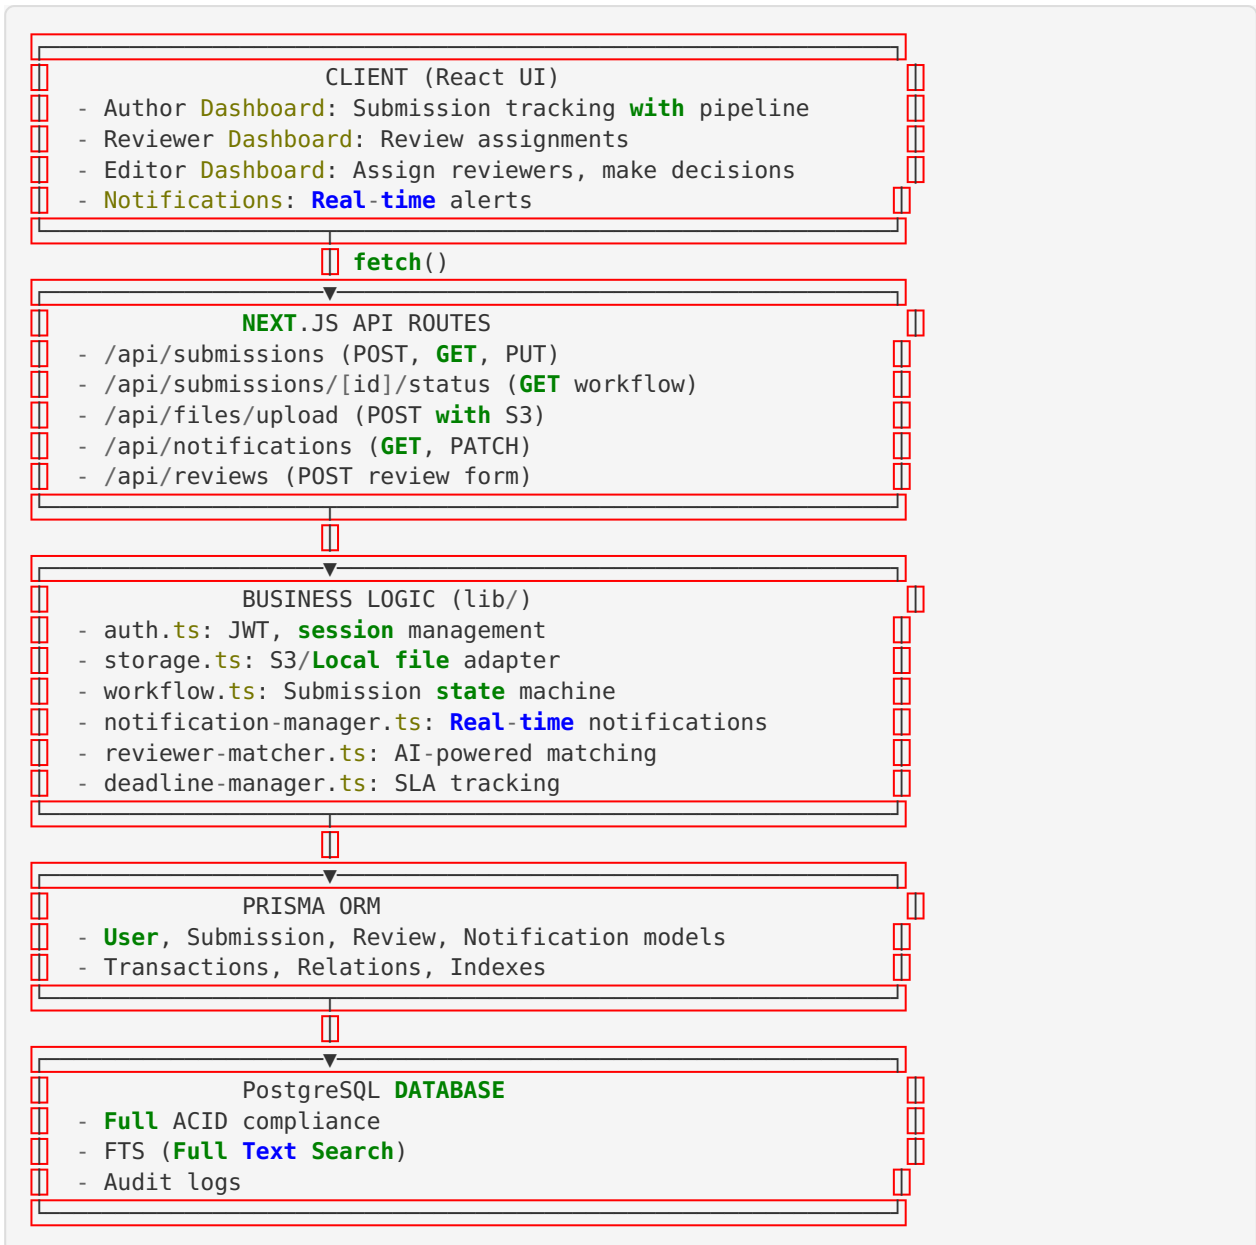 CLIENT (React UI)
- Author Dashboard: Submission tracking with pipeline
- Reviewer Dashboard: Review assignments
- Editor Dashboard: Assign reviewers, make decisions
- Notifications: Real-time alerts
fetch()
NEXT.JS API ROUTES
- /api/submissions (POST, GET, PUT)
- /api/submissions/[id]/status (GET workflow)
- /api/files/upload (POST with S3)
- /api/notifications (GET, PATCH)
- /api/reviews (POST review form)
BUSINESS LOGIC (lib/)
- auth.ts: JWT, session management
- storage.ts: S3/Local file adapter
- workflow.ts: Submission state machine
- notification-manager.ts: Real-time notifications
- reviewer-matcher.ts: AI-powered matching
- deadline-manager.ts: SLA tracking
PRISMA ORM
- User, Submission, Review, Notification models
- Transactions, Relations, Indexes
PostgreSQL DATABASE
- Full ACID compliance
- FTS (Full Text Search)
- Audit logs